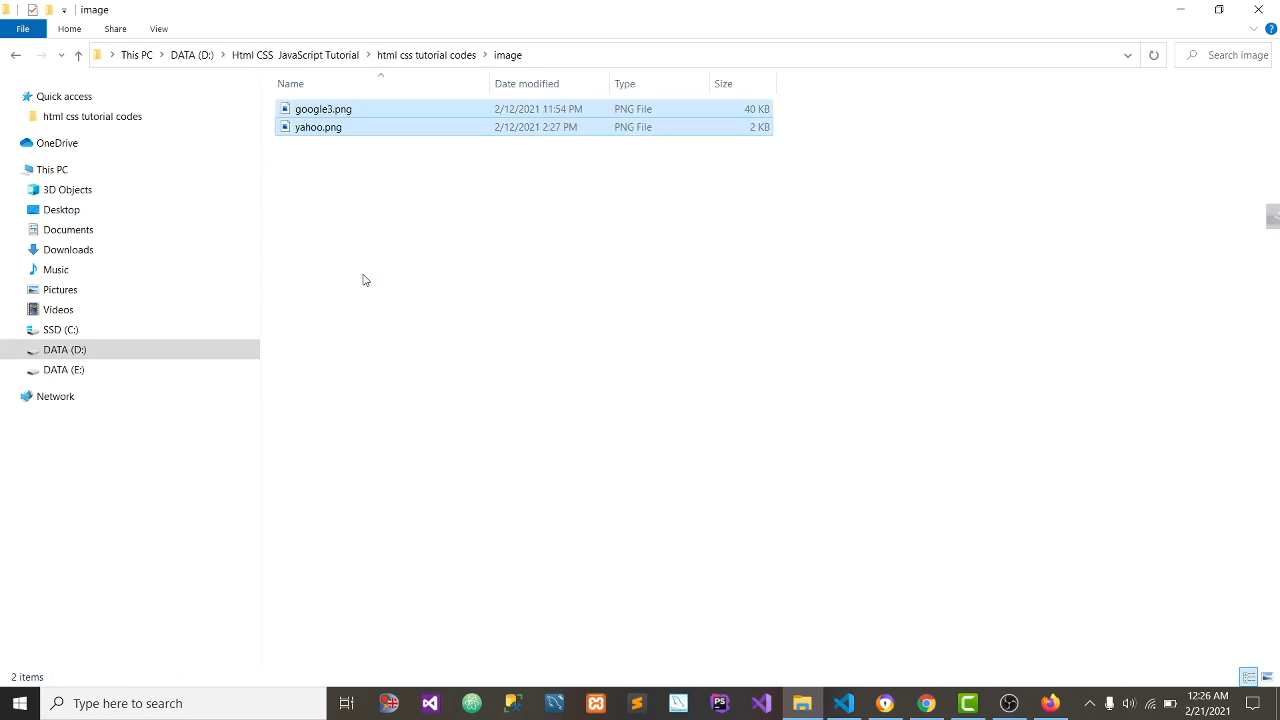 image
File Home Share View
This PC DATA (D:) Html CSS JavaScript Tutorial html css tutorial codes image Search image
Name Date modified Type Size
google3.png 2/12/2021 11:54 PM PNG File 40 KB
yahoo.png 2/12/2021 2:27 PM PNG File 2 KB
Quick access
html css tutorial codes
OneDrive
This PC
3D Objects
Desktop
Documents
Downloads
Music
Pictures
Videos
SSD (C:)
DATA (D:)
DATA (E:)
Network
2 items
Type here to search
PS
12:26 AM
2/21/2021